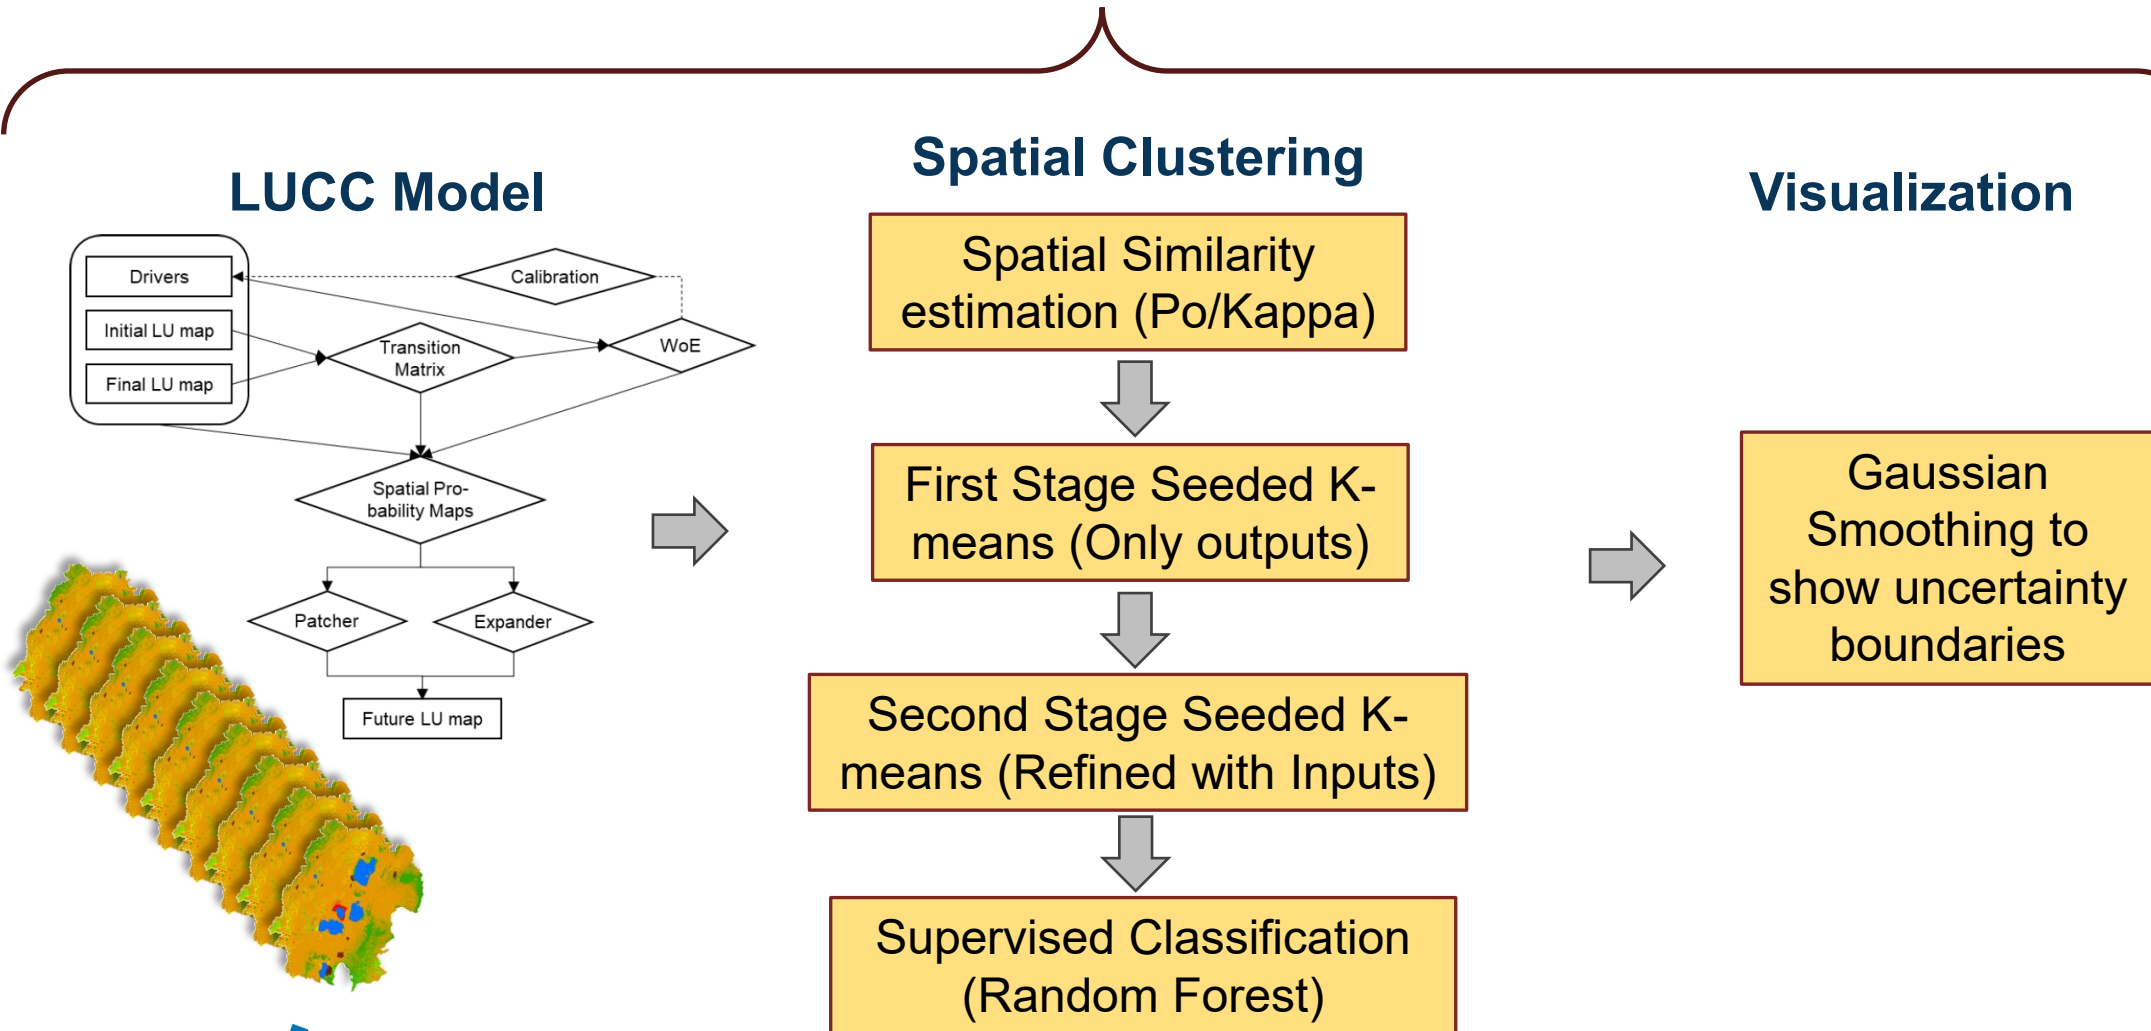 LUCC Model
Drivers
Initial LU map
Final LU map
Calibration
Transition
Matrix
WoE
Spatial Pro-
bability Maps
Patcher
Expander
Future LU map
Spatial Clustering
Spatial Similarity
estimation (Po/Kappa)
First Stage Seeded K-
means (Only outputs)
Second Stage Seeded K-
means (Refined with Inputs)
Supervised Classification
(Random Forest)
Visualization
Gaussian
Smoothing to
show uncertainty
boundaries